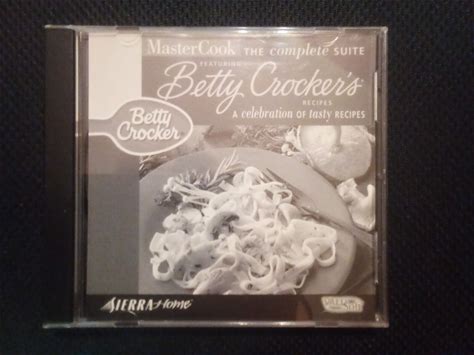 MasterCook THE complete SUITE
FEATURING
Betty Crocker's
RECIPES
A celebration OF tasty RECIPES
Betty
Crocker
SIERRA Home